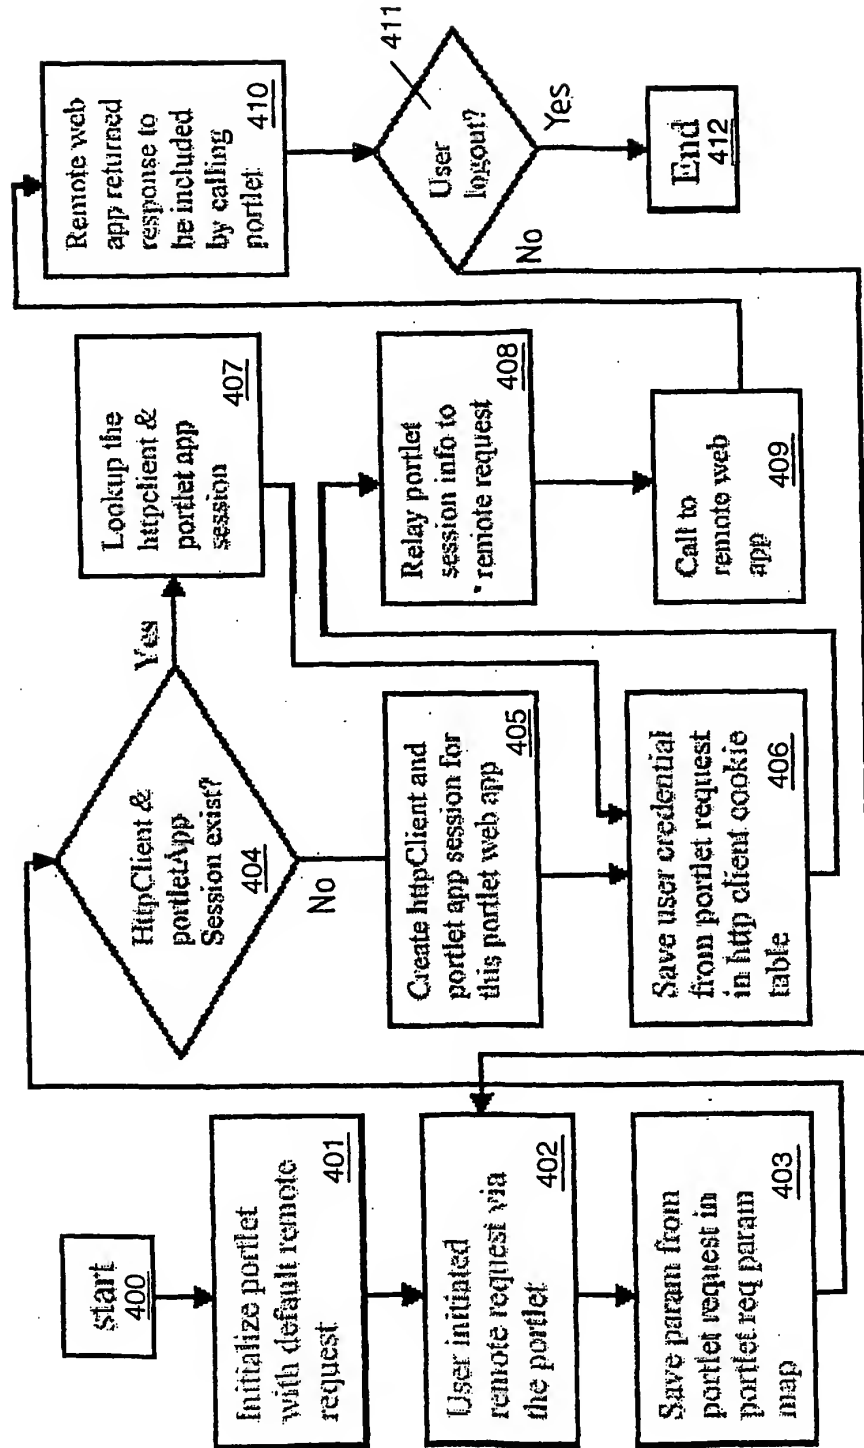 start
400
Initialize portlet
with default remote
request
401
User initiated
remote request via
the portlet
402
Save param from
portlet request in
portlet req param
map
403
HttpClient &
portletApp
Session exist?
404
Yes
No
Create httpClient and
portlet app session for
this portlet web app
405
Save user credential
from portlet request
in http client cookie
table
406
Lookup the
httpclient &
portlet app
session
407
Relay portlet
session info to
remote request
408
Call to
remote web
app
409
Remote web
app returned
response to
be included
by calling
portlet
410
User
logout?
411
No
Yes
End
412